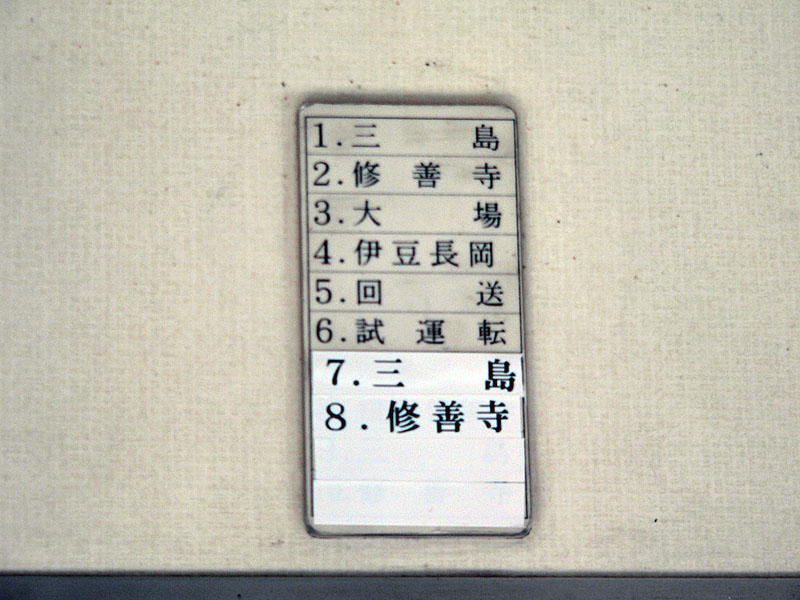 1.三島
2.修善寺
3.大場
4.伊豆長岡
5.回送
6.試運転
7.三島
8.修善寺